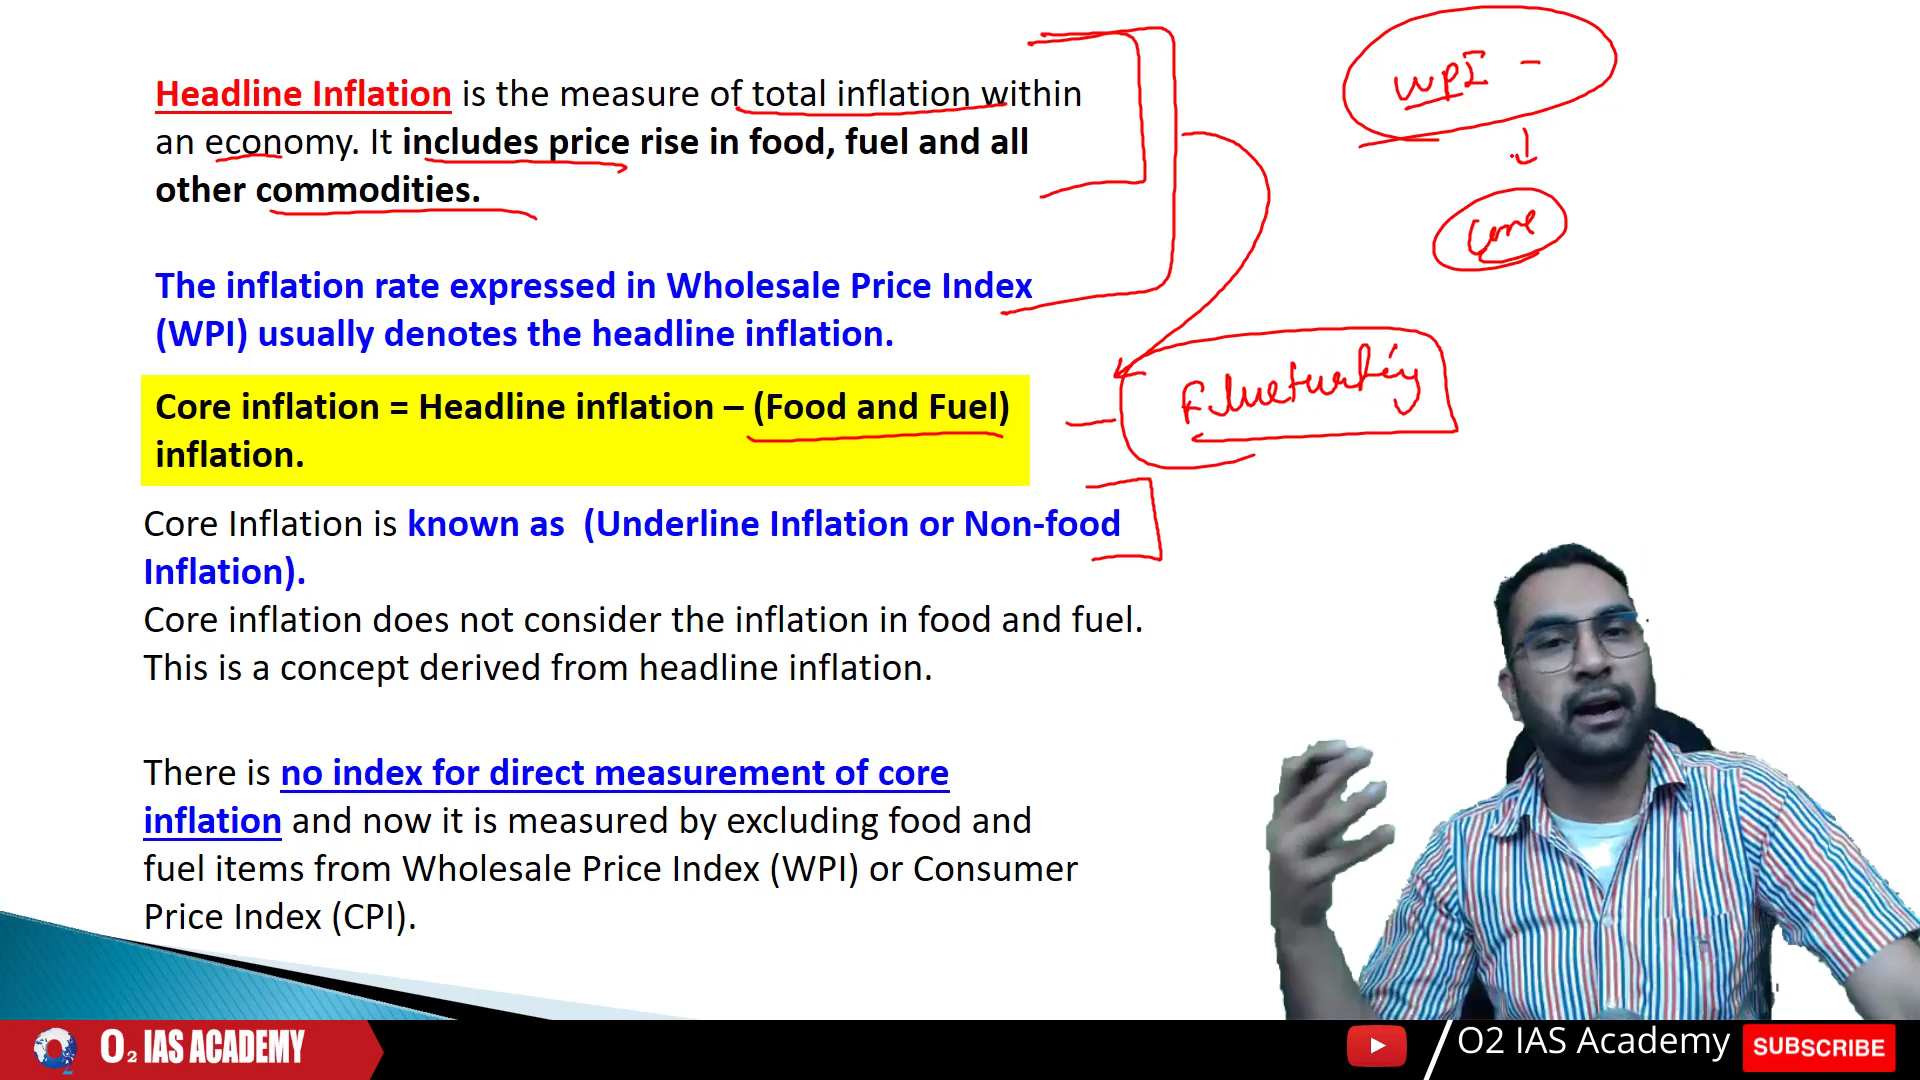 Headline Inflation is the measure of total inflation within
an economy. It includes price rise in food, fuel and all
other commodities.
The inflation rate expressed in Wholesale Price Index
(WPI) usually denotes the headline inflation.
Core inflation = Headline inflation – (Food and Fuel)
inflation.
Core Inflation is known as (Underline Inflation or Non-food
Inflation).
Core inflation does not consider the inflation in food and fuel.
This is a concept derived from headline inflation.
There is no index for direct measurement of core
inflation and now it is measured by excluding food and
fuel items from Wholesale Price Index (WPI) or Consumer
Price Index (CPI).
WPI -
Core
O2 IAS ACADEMY
O2 IAS Academy
SUBSCRIBE